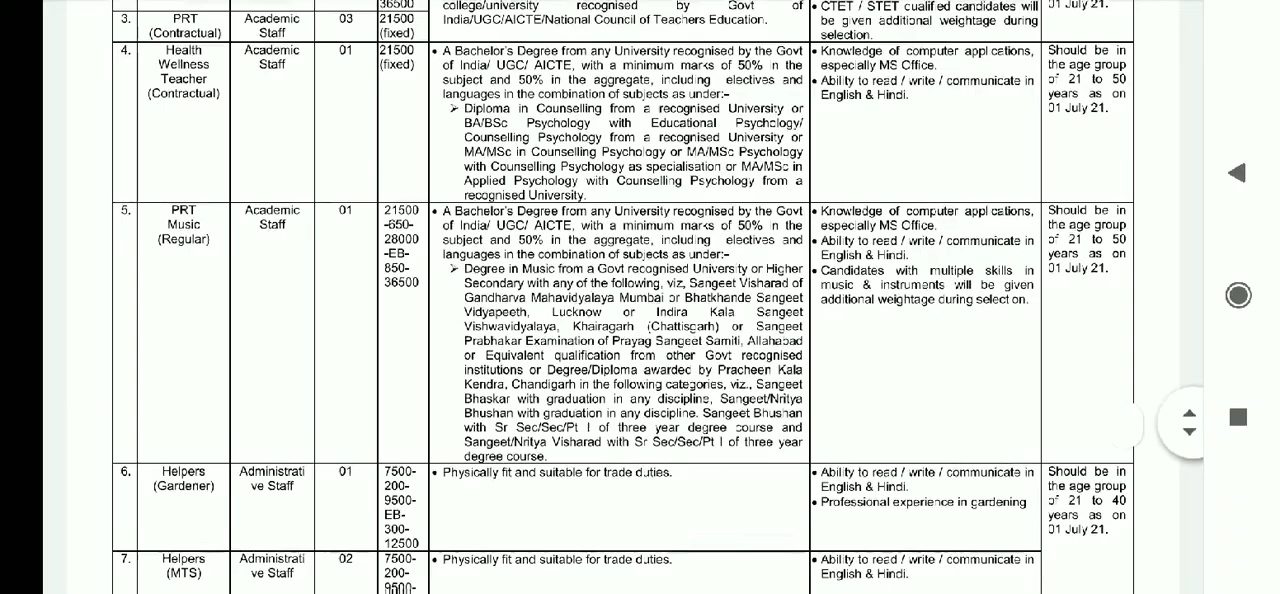 36500
college/university recognised by Govt of
• CTET / STET cualifed candidates will
01 July 21.
3. PRT Academic 03 21500 India/UGC/AICTE/National Council of Teachers Education. be given additional weightage during
(Contractual) Staff (fixed) selection.
4. Health Academic 01 21500 • A Bachelor's Degree from any University recognised by the Govt • Knowledge of computer applications, Should be in
Wellness Staff (fixed) of India/ UGC/ AICTE, with a minimum marks of 50% in the especially MS Office. the age group
Teacher subject and 50% in the aggregate, including electives and • Ability to read / write / communicate in of 21 to 50
(Contractual) languages in the combination of subjects as under:- English & Hindi. years as on
➢ Diploma in Counselling from a recognised University or 01 July 21.
BA/BSc Psychology with Educational Psychology/
Counselling Psychology from a recognised University or
MA/MSc in Counselling Psychology or MA/MSc Psychology
with Counselling Psychology as specialisation or MA/MSc in
Applied Psychology with Counselling Psychology from a
recognised University.
5. PRT Academic 01 21500 • A Bachelor's Degree from any University recognised by the Govt • Knowledge of computer applications, Should be in
Music Staff -650- of India/ UGC/ AICTE, with a minimum marks of 50% in the especially MS Office. the age group
(Regular) 28000 subject and 50% in the aggregate, including electives and • Ability to read / write / communicate in of 21 to 50
-EB- languages in the combination of subjects as under:- English & Hindi. years as on
850- ➢ Degree in Music from a Govt recognised University or Higher • Candidates with multiple skills in 01 July 21.
36500 Secondary with any of the following, viz, Sangeet Visharad of music & instruments will be given
Gandharva Mahavidyalaya Mumbai or Bhatkhande Sangeet additional weightage during selection.
Vidyapeeth, Lucknow or Indira Kala Sangeet
Vishwavidyalaya, Khairagarh (Chattisgarh) or Sangeet
Prabhakar Examination of Prayag Sangeet Samiti, Allahabad
or Equivalent qualification from other Govt recognised
institutions or Degree/Diploma awarded by Pracheen Kala
Kendra, Chandigarh in the following categories, viz., Sangeet
Bhaskar with graduation in any discipline, Sangeet/Nritya
Bhushan with graduation in any discipline. Sangeet Bhushan
with Sr Sec/Sec/Pt I of three year degree course and
Sangeet/Nritya Visharad with Sr Sec/Sec/Pt I of three year
degree course.
6. Helpers Administrati 01 7500- • Physically fit and suitable for trade duties. • Ability to read / write / communicate in Should be in
(Gardener) ve Staff 200- English & Hindi. the age group
9500- • Professional experience in gardening of 21 to 40
EB- years as on
300- 01 July 21.
12500
7. Helpers Administrati 02 7500- • Physically fit and suitable for trade duties. • Ability to read / write / communicate in
(MTS) ve Staff 200- English & Hindi.
9500-